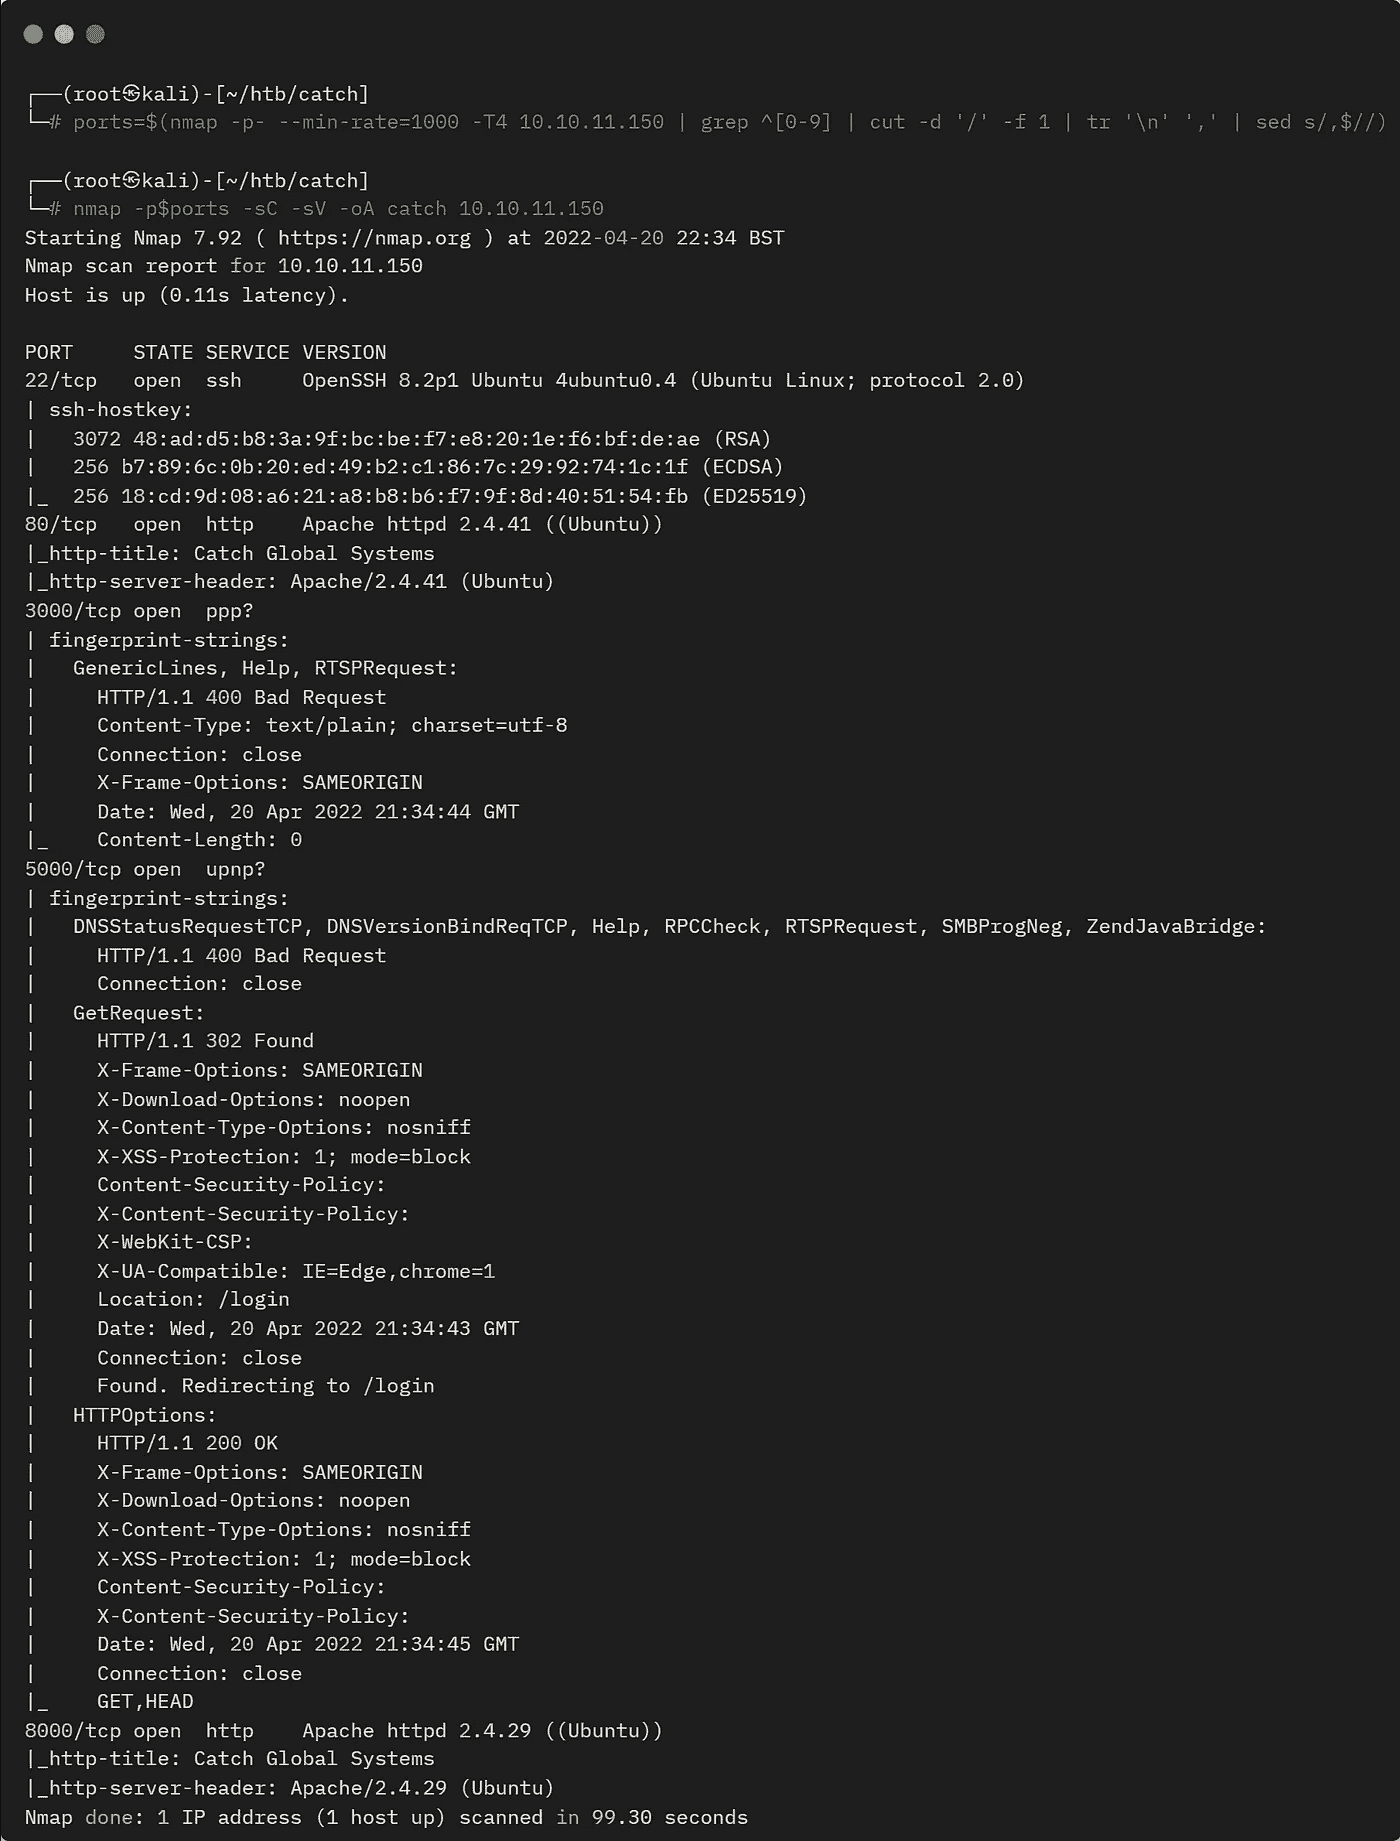 ┌──(root㉿kali)-[~/htb/catch]
└─# ports=$(nmap -p- --min-rate=1000 -T4 10.10.11.150 | grep ^[0-9] | cut -d '/' -f 1 | tr '\n' ',' | sed s/,$//)
┌──(root㉿kali)-[~/htb/catch]
└─# nmap -p$ports -sC -sV -oA catch 10.10.11.150
Starting Nmap 7.92 ( https://nmap.org ) at 2022-04-20 22:34 BST
Nmap scan report for 10.10.11.150
Host is up (0.11s latency).
PORT     STATE SERVICE VERSION
22/tcp   open  ssh     OpenSSH 8.2p1 Ubuntu 4ubuntu0.4 (Ubuntu Linux; protocol 2.0)
| ssh-hostkey:
|   3072 48:ad:d5:b8:3a:9f:bc:be:f7:e8:20:1e:f6:bf:de:ae (RSA)
|   256 b7:89:6c:0b:20:ed:49:b2:c1:86:7c:29:92:74:1c:1f (ECDSA)
|_  256 18:cd:9d:08:a6:21:a8:b8:b6:f7:9f:8d:40:51:54:fb (ED25519)
80/tcp   open  http    Apache httpd 2.4.41 ((Ubuntu))
|_http-title: Catch Global Systems
|_http-server-header: Apache/2.4.41 (Ubuntu)
3000/tcp open  ppp?
| fingerprint-strings:
|   GenericLines, Help, RTSPRequest:
|     HTTP/1.1 400 Bad Request
|     Content-Type: text/plain; charset=utf-8
|     Connection: close
|     X-Frame-Options: SAMEORIGIN
|     Date: Wed, 20 Apr 2022 21:34:44 GMT
|_    Content-Length: 0
5000/tcp open  upnp?
| fingerprint-strings:
|   DNSStatusRequestTCP, DNSVersionBindReqTCP, Help, RPCCheck, RTSPRequest, SMBProgNeg, ZendJavaBridge:
|     HTTP/1.1 400 Bad Request
|     Connection: close
|   GetRequest:
|     HTTP/1.1 302 Found
|     X-Frame-Options: SAMEORIGIN
|     X-Download-Options: noopen
|     X-Content-Type-Options: nosniff
|     X-XSS-Protection: 1; mode=block
|     Content-Security-Policy:
|     X-Content-Security-Policy:
|     X-WebKit-CSP:
|     X-UA-Compatible: IE=Edge,chrome=1
|     Location: /login
|     Date: Wed, 20 Apr 2022 21:34:43 GMT
|     Connection: close
|     Found. Redirecting to /login
|   HTTPOptions:
|     HTTP/1.1 200 OK
|     X-Frame-Options: SAMEORIGIN
|     X-Download-Options: noopen
|     X-Content-Type-Options: nosniff
|     X-XSS-Protection: 1; mode=block
|     Content-Security-Policy:
|     X-Content-Security-Policy:
|     Date: Wed, 20 Apr 2022 21:34:45 GMT
|     Connection: close
|_    GET,HEAD
8000/tcp open  http    Apache httpd 2.4.29 ((Ubuntu))
|_http-title: Catch Global Systems
|_http-server-header: Apache/2.4.29 (Ubuntu)
Nmap done: 1 IP address (1 host up) scanned in 99.30 seconds